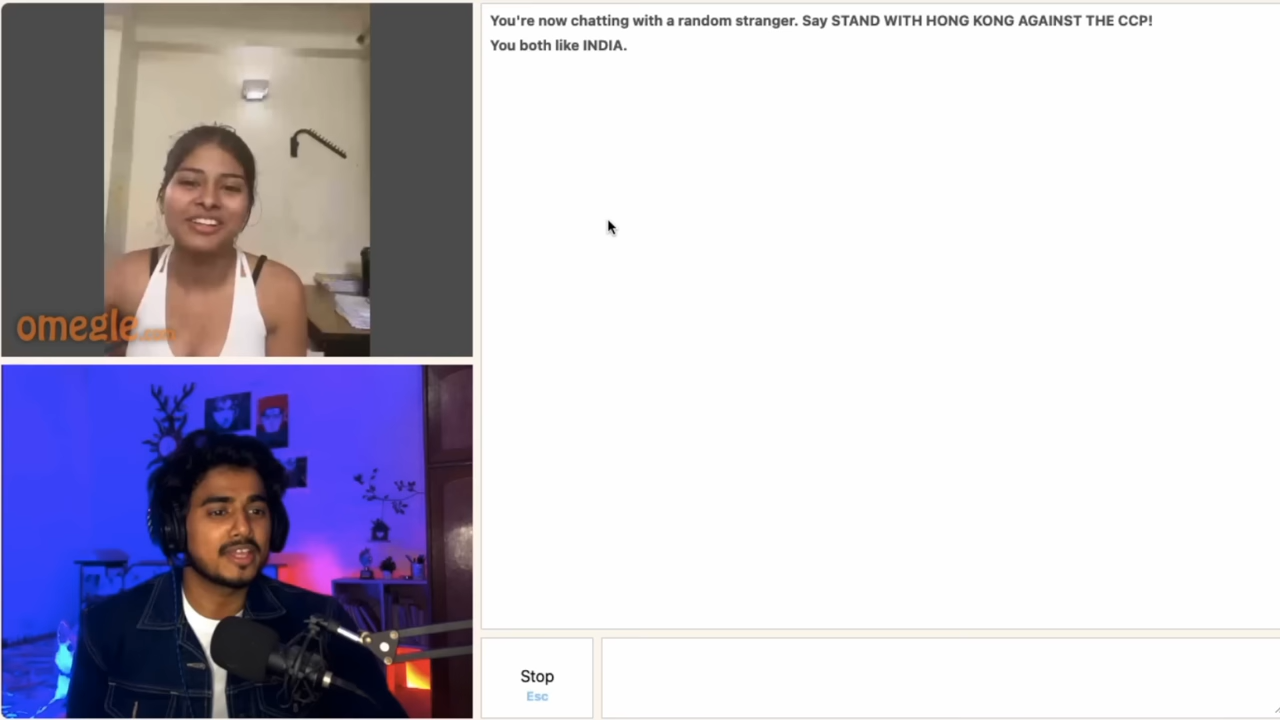 You're now chatting with a random stranger. Say STAND WITH HONG KONG AGAINST THE CCP!
You both like INDIA.
omegle.com
Stop
Esc